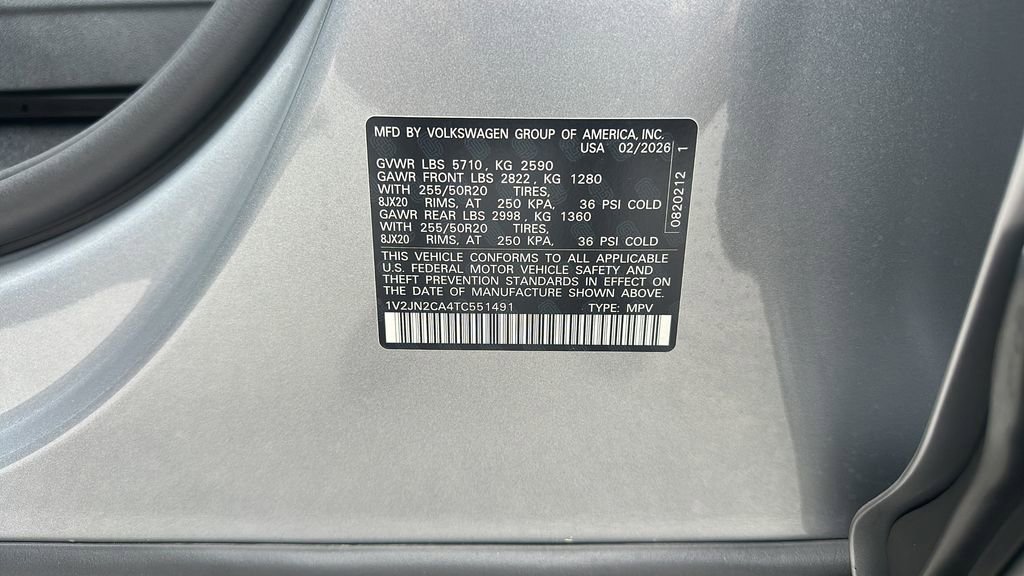 MFD BY VOLKSWAGEN GROUP OF AMERICA, INC.
USA 02/2026
GVWR LBS 5710, KG 2590
GAWR FRONT LBS 2822, KG 1280
WITH 255/50R20 TIRES,
8JX20 RIMS, AT 250 KPA, 36 PSI COLD
GAWR REAR LBS 2998, KG 1360
WITH 255/50R20 TIRES,
8JX20 RIMS, AT 250 KPA, 36 PSI COLD
0820212 1
THIS VEHICLE CONFORMS TO ALL APPLICABLE
U.S. FEDERAL MOTOR VEHICLE SAFETY AND
THEFT PREVENTION STANDARDS IN EFFECT ON
THE DATE OF MANUFACTURE SHOWN ABOVE.
1V2JN2CA4TC551491 TYPE: MPV